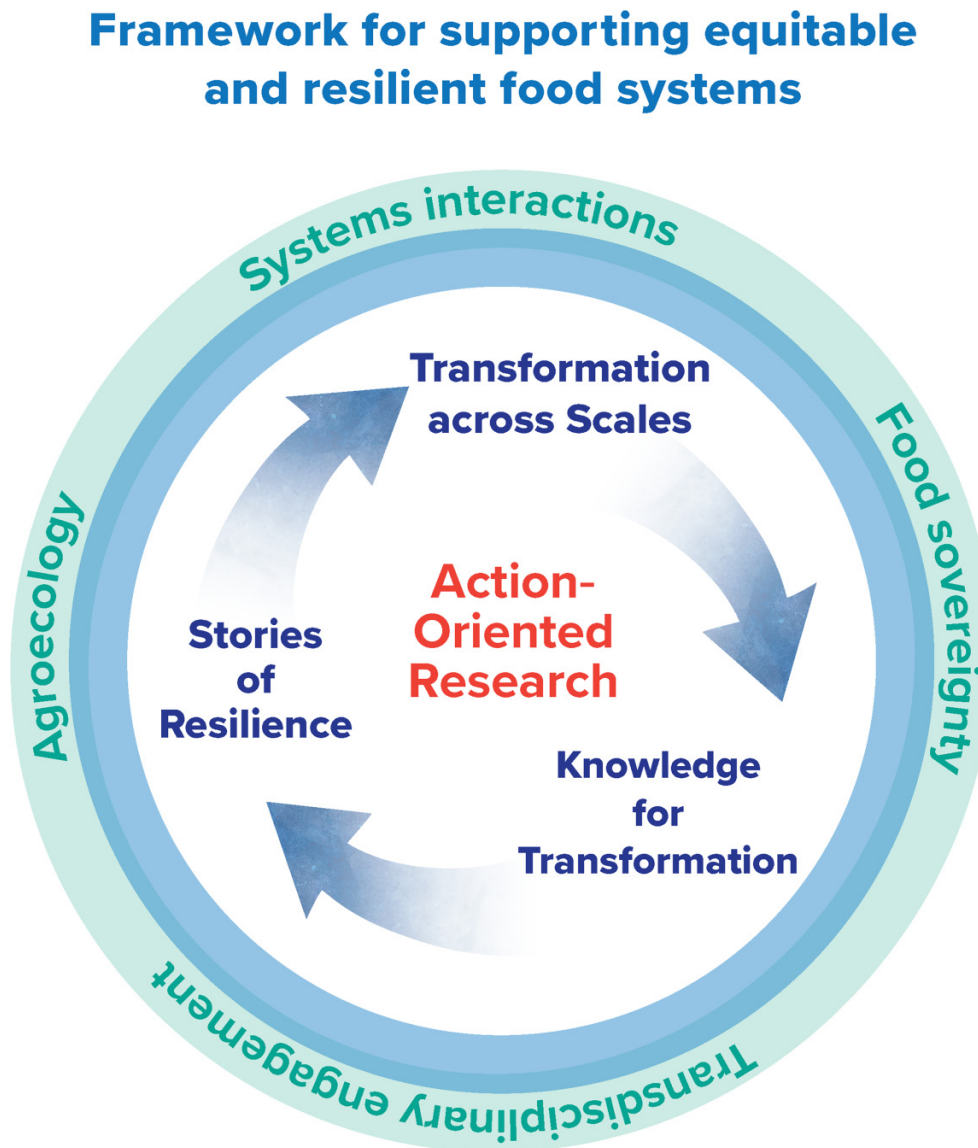 Framework for supporting equitable
and resilient food systems
Systems interactions
Food sovereignty
Transdisciplinary engagement
Agroecology
Transformation
across Scales
Knowledge
for
Transformation
Stories
of
Resilience
Action-
Oriented
Research